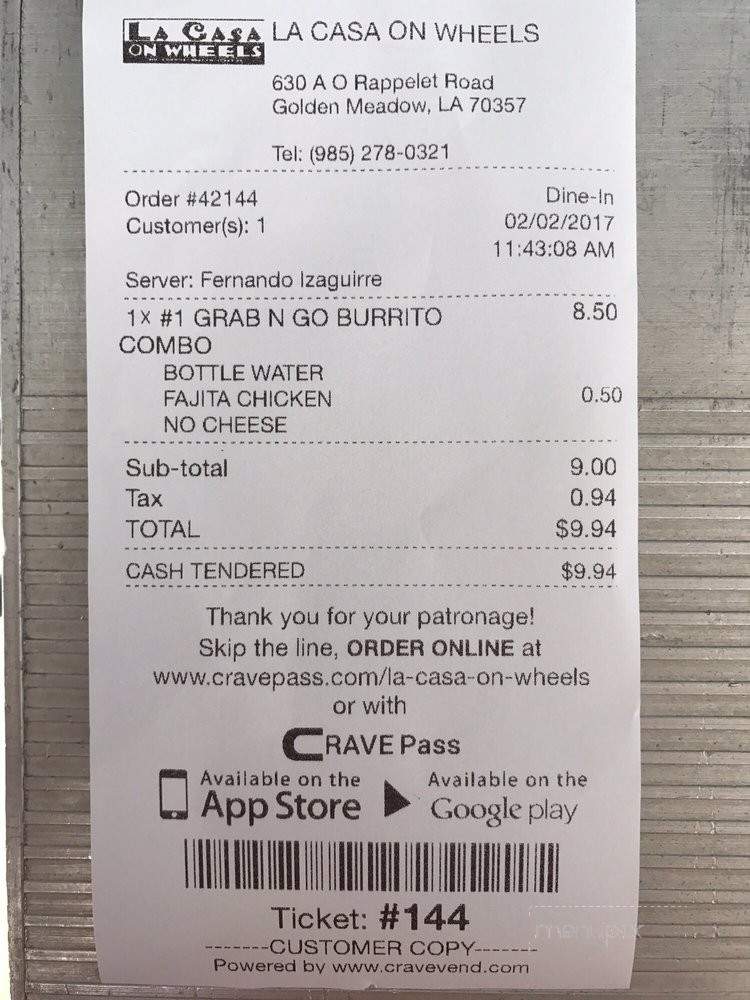 LA CASA
ON WHEELS
LA CASA ON WHEELS
630 A O Rappelet Road
Golden Meadow, LA 70357
Tel: (985) 278-0321
Order #42144 Dine-In
Customer(s): 1 02/02/2017
11:43:08 AM
Server: Fernando Izaguirre
1x #1 GRAB N GO BURRITO 8.50
COMBO
BOTTLE WATER
FAJITA CHICKEN 0.50
NO CHEESE
Sub-total 9.00
Tax 0.94
TOTAL $9.94
CASH TENDERED $9.94
Thank you for your patronage!
Skip the line, ORDER ONLINE at
www.cravepass.com/la-casa-on-wheels
or with
CRAVE Pass
Available on the App Store
Available on the Google play
Ticket: #144
-------CUSTOMER COPY-------
Powered by www.cravevend.com
menupix